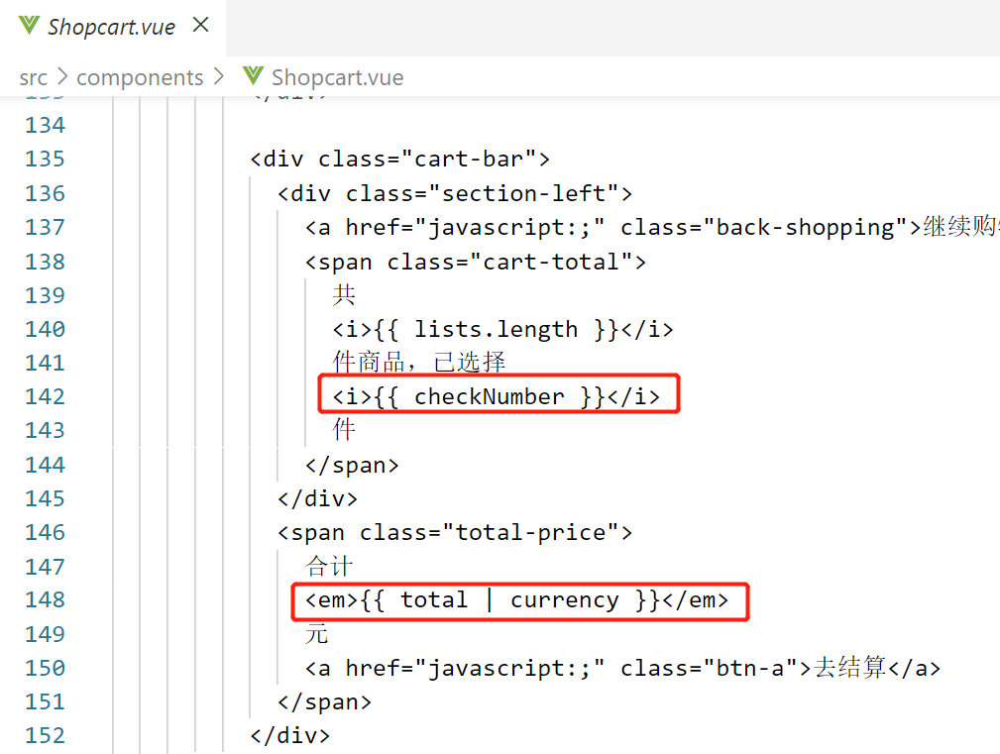 Shopcart.vue
src > components > Shopcart.vue
134
135 <div class="cart-bar">
136 <div class="section-left">
137 <a href="javascript:;" class="back-shopping">继续购
138 <span class="cart-total">
139 共
140 <i>{{ lists.length }}</i>
141 件商品，已选择
142 <i>{{ checkNumber }}</i>
143 件
144 </span>
145 </div>
146 <span class="total-price">
147 合计
148 <em>{{ total | currency }}</em>
149 元
150 <a href="javascript:;" class="btn-a">去结算</a>
151 </span>
152 </div>